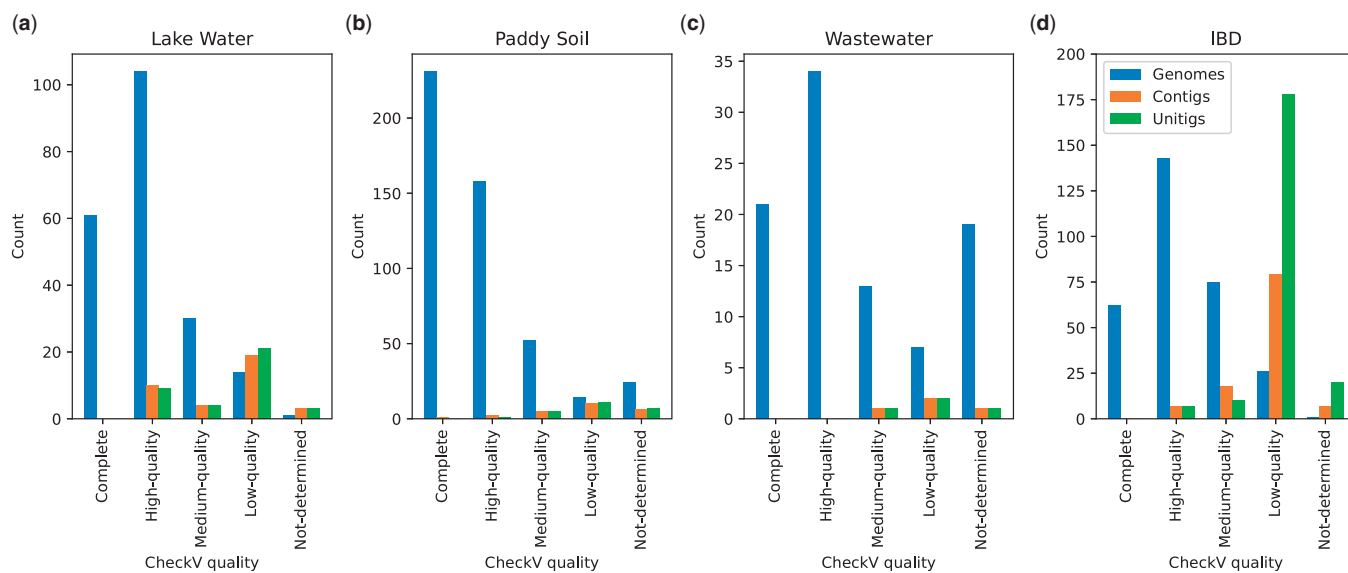 (a)
Lake Water
100
80
60
40
20
0
Count
Complete
High-quality
Medium-quality
Low-quality
Not-determined
CheckV quality
(b)
Paddy Soil
200
150
100
50
0
Count
Complete
High-quality
Medium-quality
Low-quality
Not-determined
CheckV quality
(c)
Wastewater
35
30
25
20
15
10
5
0
Count
Complete
High-quality
Medium-quality
Low-quality
Not-determined
CheckV quality
(d)
IBD
200
175
150
125
100
75
50
25
0
Count
Genomes
Contigs
Unitigs
Complete
High-quality
Medium-quality
Low-quality
Not-determined
CheckV quality